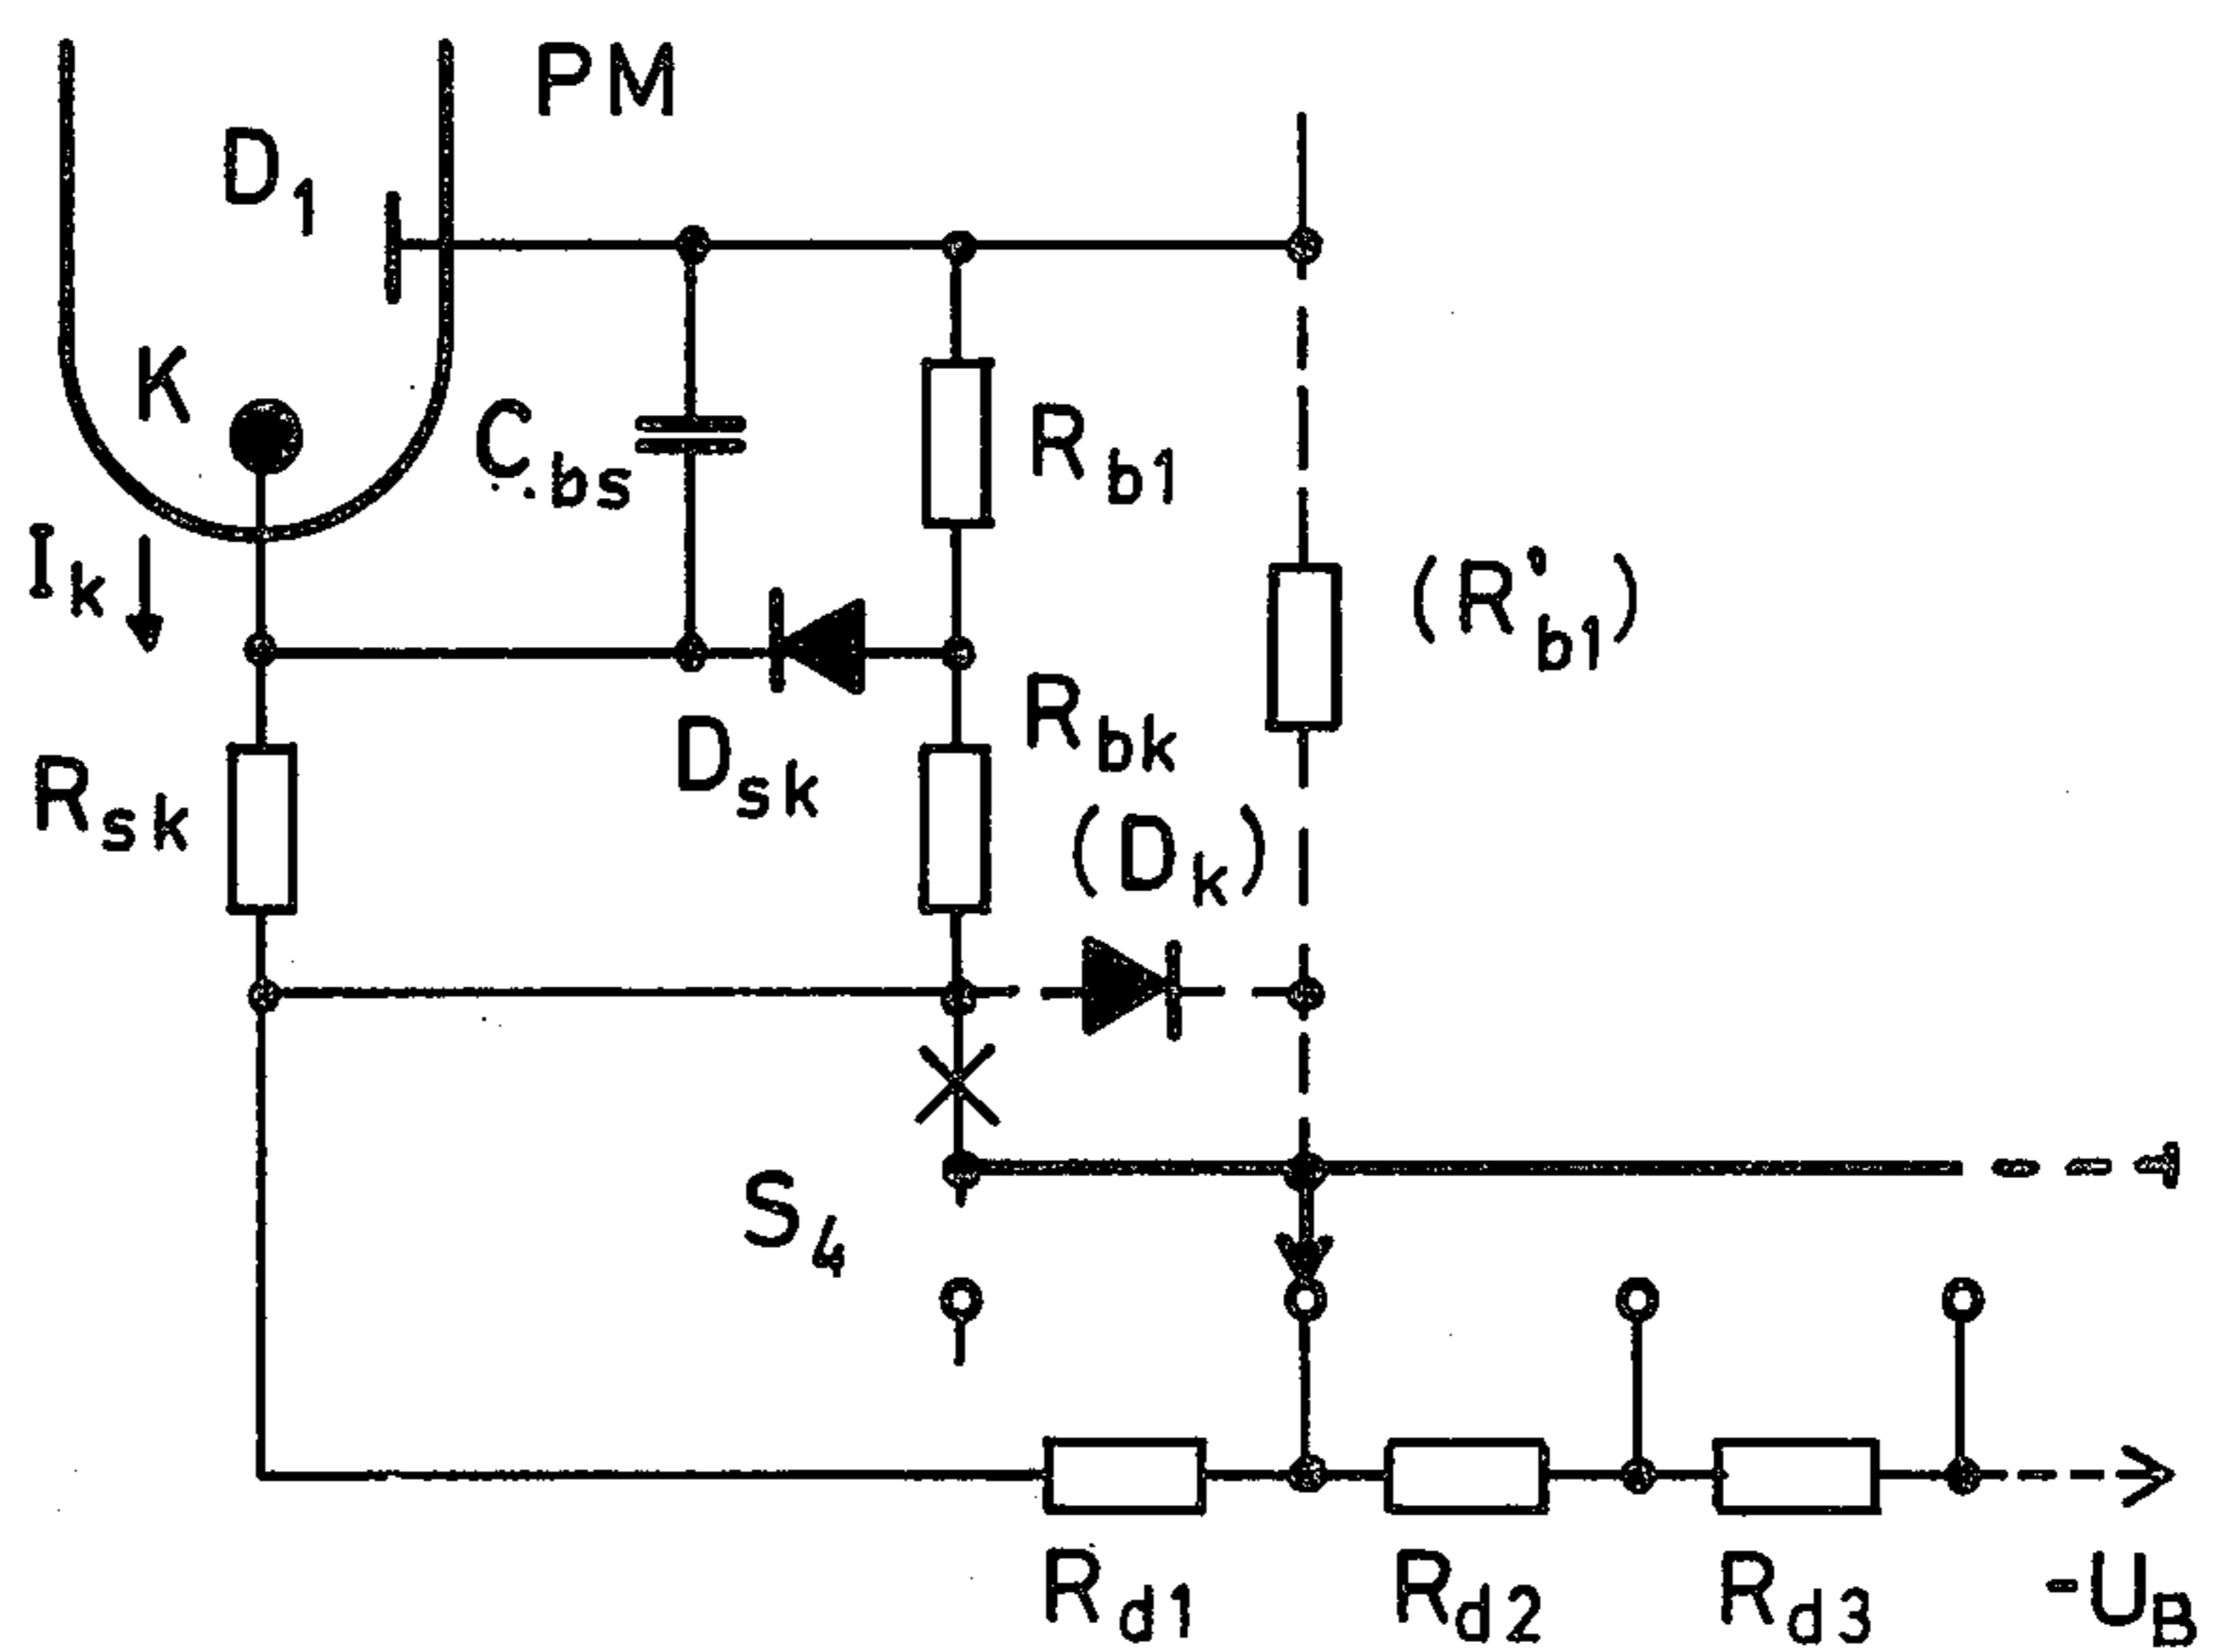 PM
D1
K
Cbs
Rb1
Ik
(R'b1)
Rbk
Dsk
Rsk
(Dk)
S4
Rd1 Rd2 Rd3 -UB